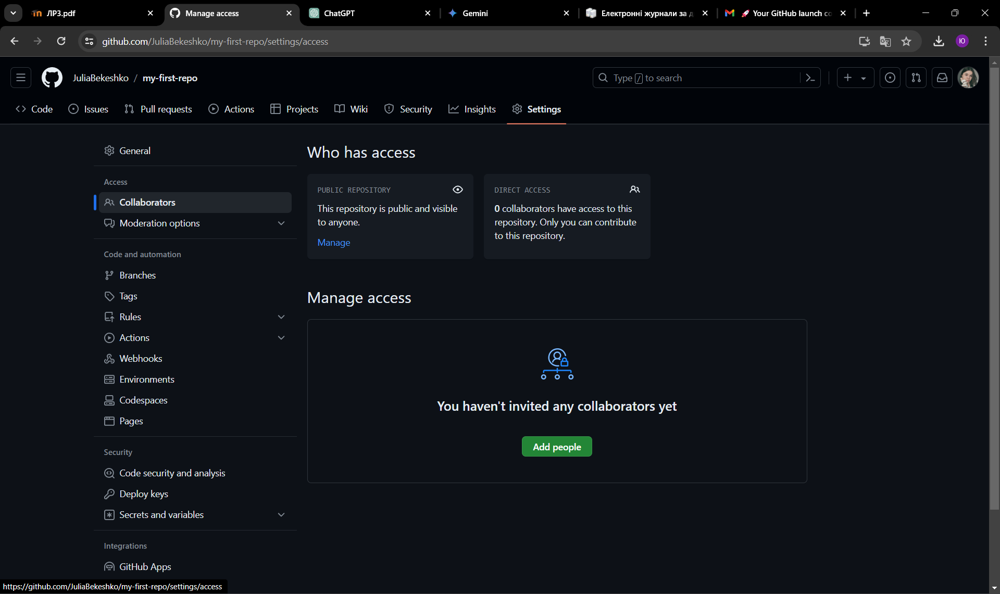 ЛР3.pdf
Manage access
ChatGPT
Gemini
Електронні журнали за д
Your GitHub launch co
github.com/JuliaBekeshko/my-first-repo/settings/access
Ю
JuliaBekeshko / my-first-repo
Type / to search
Code
Issues
Pull requests
Actions
Projects
Wiki
Security
Insights
Settings
General
Access
Collaborators
Moderation options
Code and automation
Branches
Tags
Rules
Actions
Webhooks
Environments
Codespaces
Pages
Security
Code security and analysis
Deploy keys
Secrets and variables
Integrations
GitHub Apps
Who has access
PUBLIC REPOSITORY
This repository is public and visible
to anyone.
Manage
DIRECT ACCESS
0 collaborators have access to this
repository. Only you can contribute
to this repository.
Manage access
You haven't invited any collaborators yet
Add people
https://github.com/JuliaBekeshko/my-first-repo/settings/access